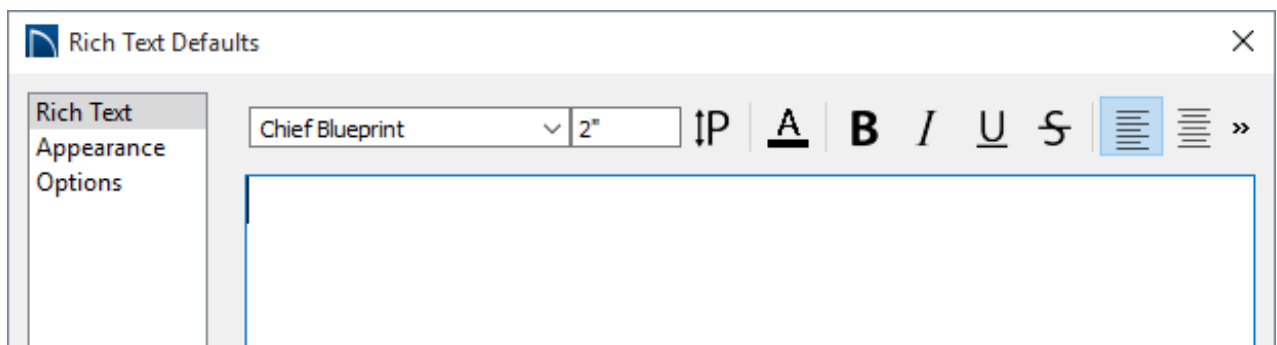 Rich Text Defaults
Rich Text
Appearance
Options
Chief Blueprint 2" P A B I U S »